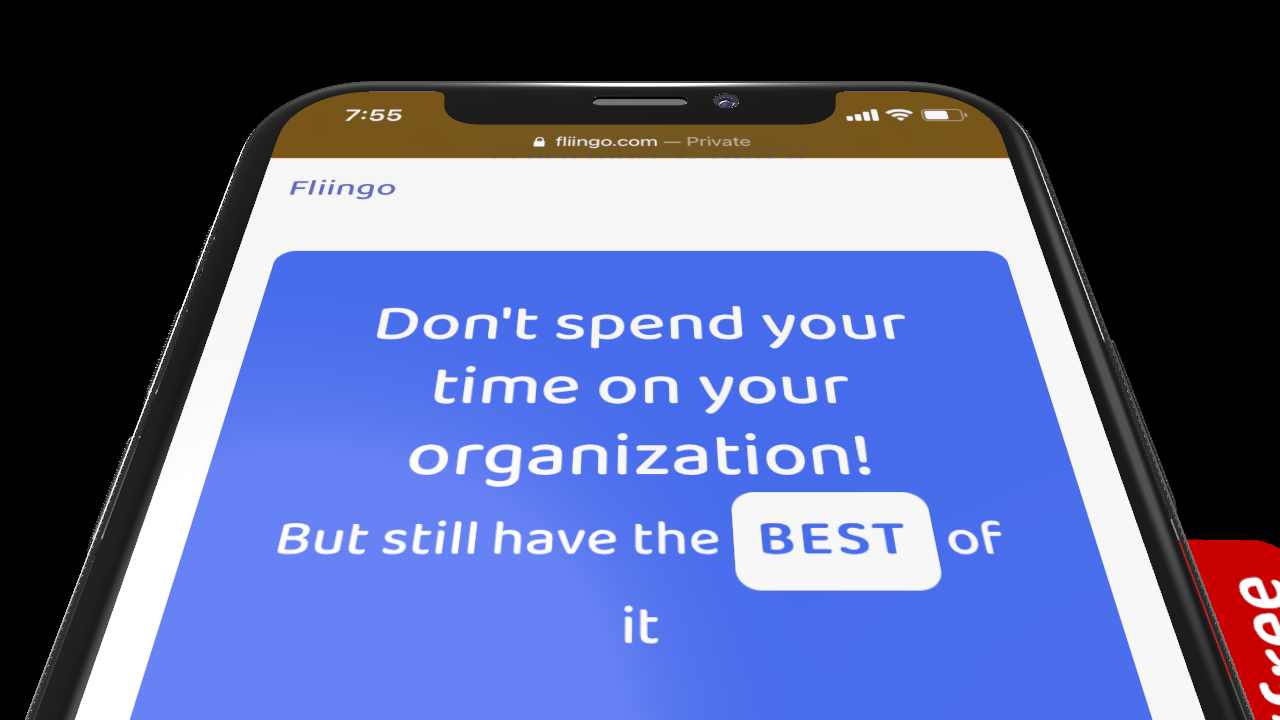 7:55
fliingo.com — Private
Fliingo
Don't spend your
time on your
organization!
But still have the BEST of
it
free